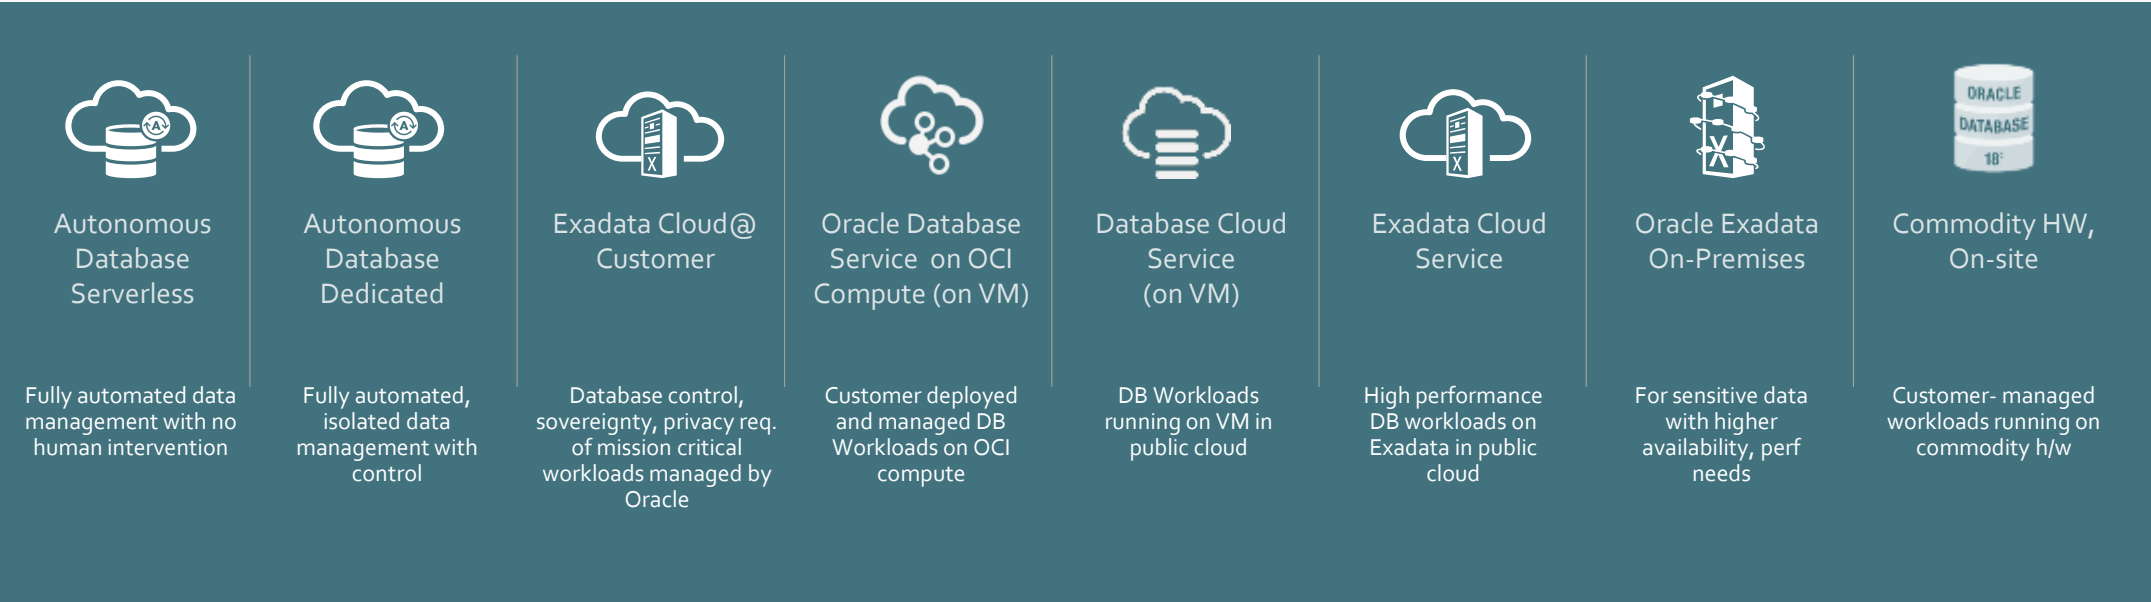 A
A
X
X
X
ORACLE
DATABASE
18c
Autonomous
Database
Serverless
Autonomous
Database
Dedicated
Exadata Cloud@
Customer
Oracle Database
Service on OCI
Compute (on VM)
Database Cloud
Service
(on VM)
Exadata Cloud
Service
Oracle Exadata
On-Premises
Commodity HW,
On-site
Fully automated data
management with no
human intervention
Fully automated,
isolated data
management with
control
Database control,
sovereignty, privacy req.
of mission critical
workloads managed by
Oracle
Customer deployed
and managed DB
Workloads on OCI
compute
DB Workloads
running on VM in
public cloud
High performance
DB workloads on
Exadata in public
cloud
For sensitive data
with higher
availability, perf
needs
Customer- managed
workloads running on
commodity h/w